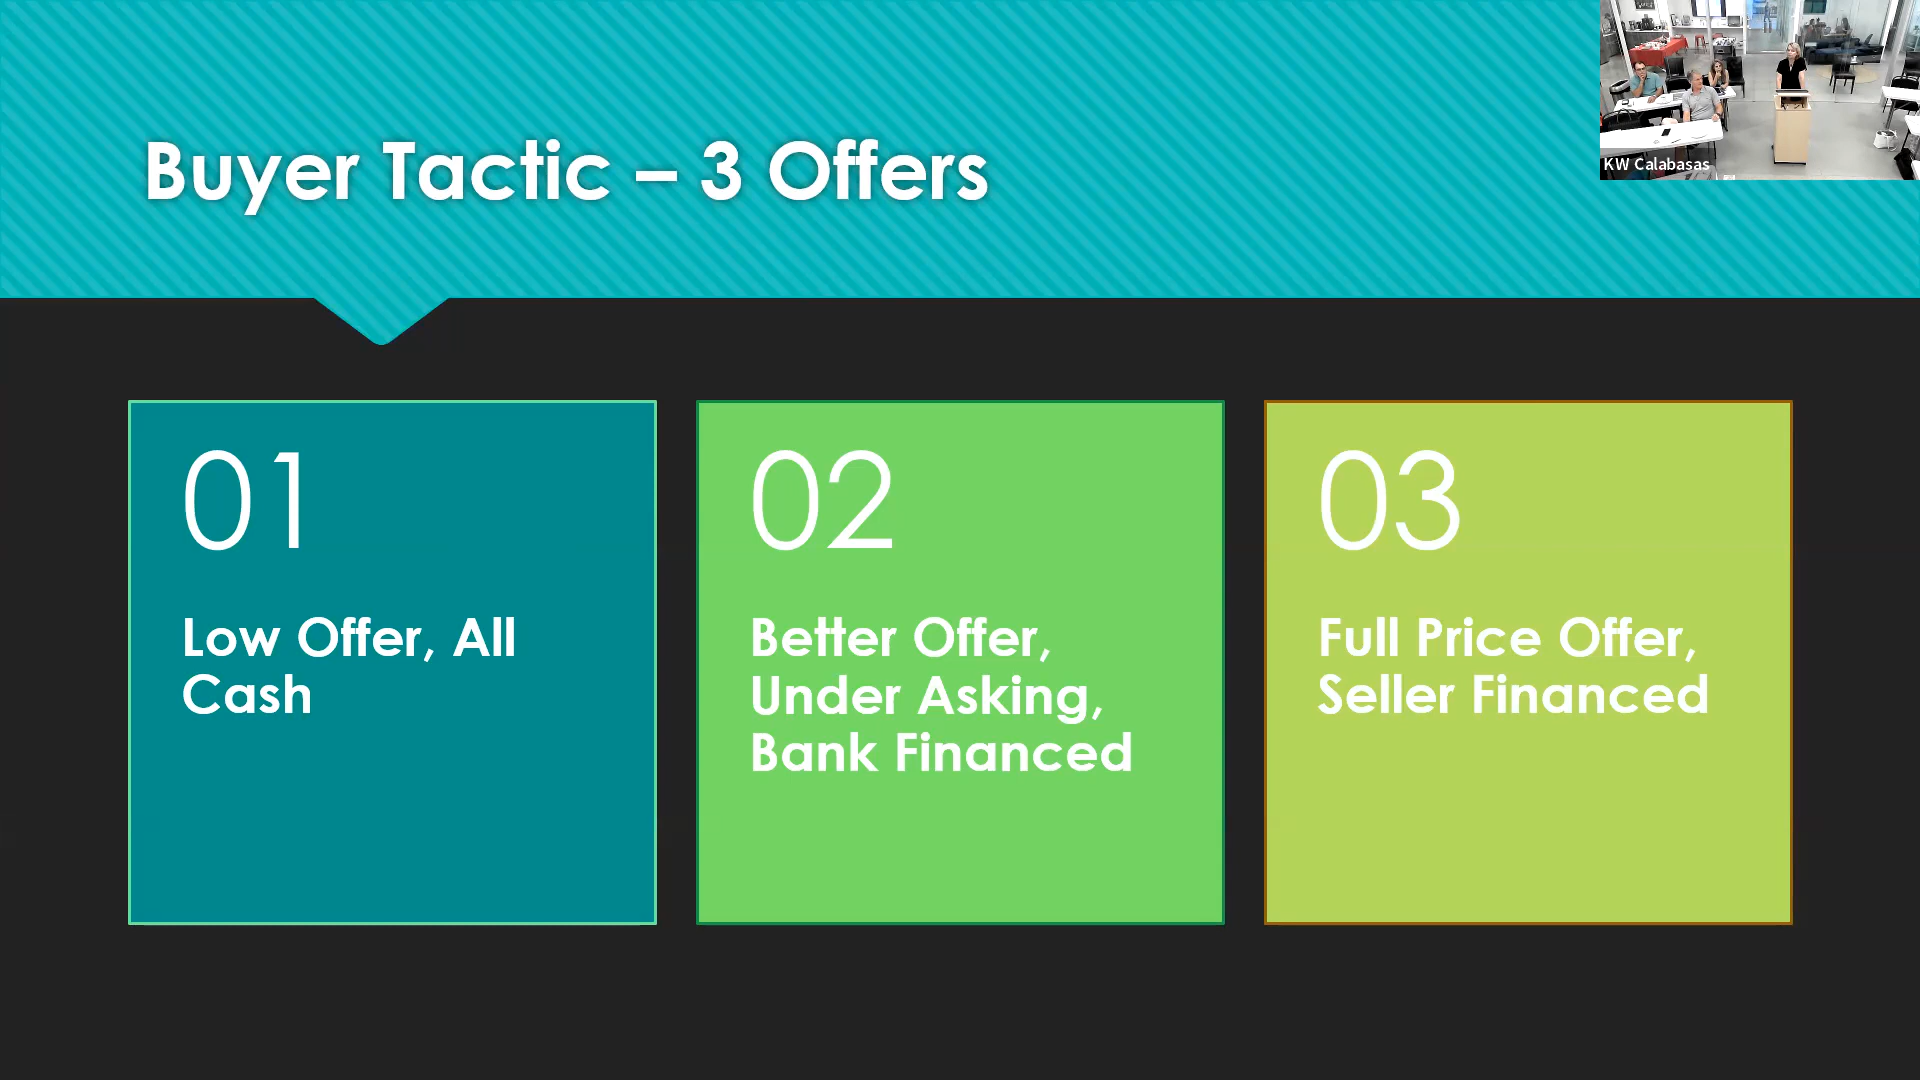 KW Calabasas
Buyer Tactic – 3 Offers
01
Low Offer, All
Cash
02
Better Offer,
Under Asking,
Bank Financed
03
Full Price Offer,
Seller Financed